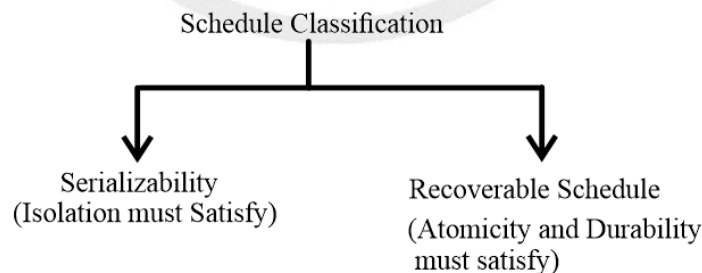 Schedule Classification
Serializability
(Isolation must Satisfy)
Recoverable Schedule
(Atomicity and Durability
must satisfy)